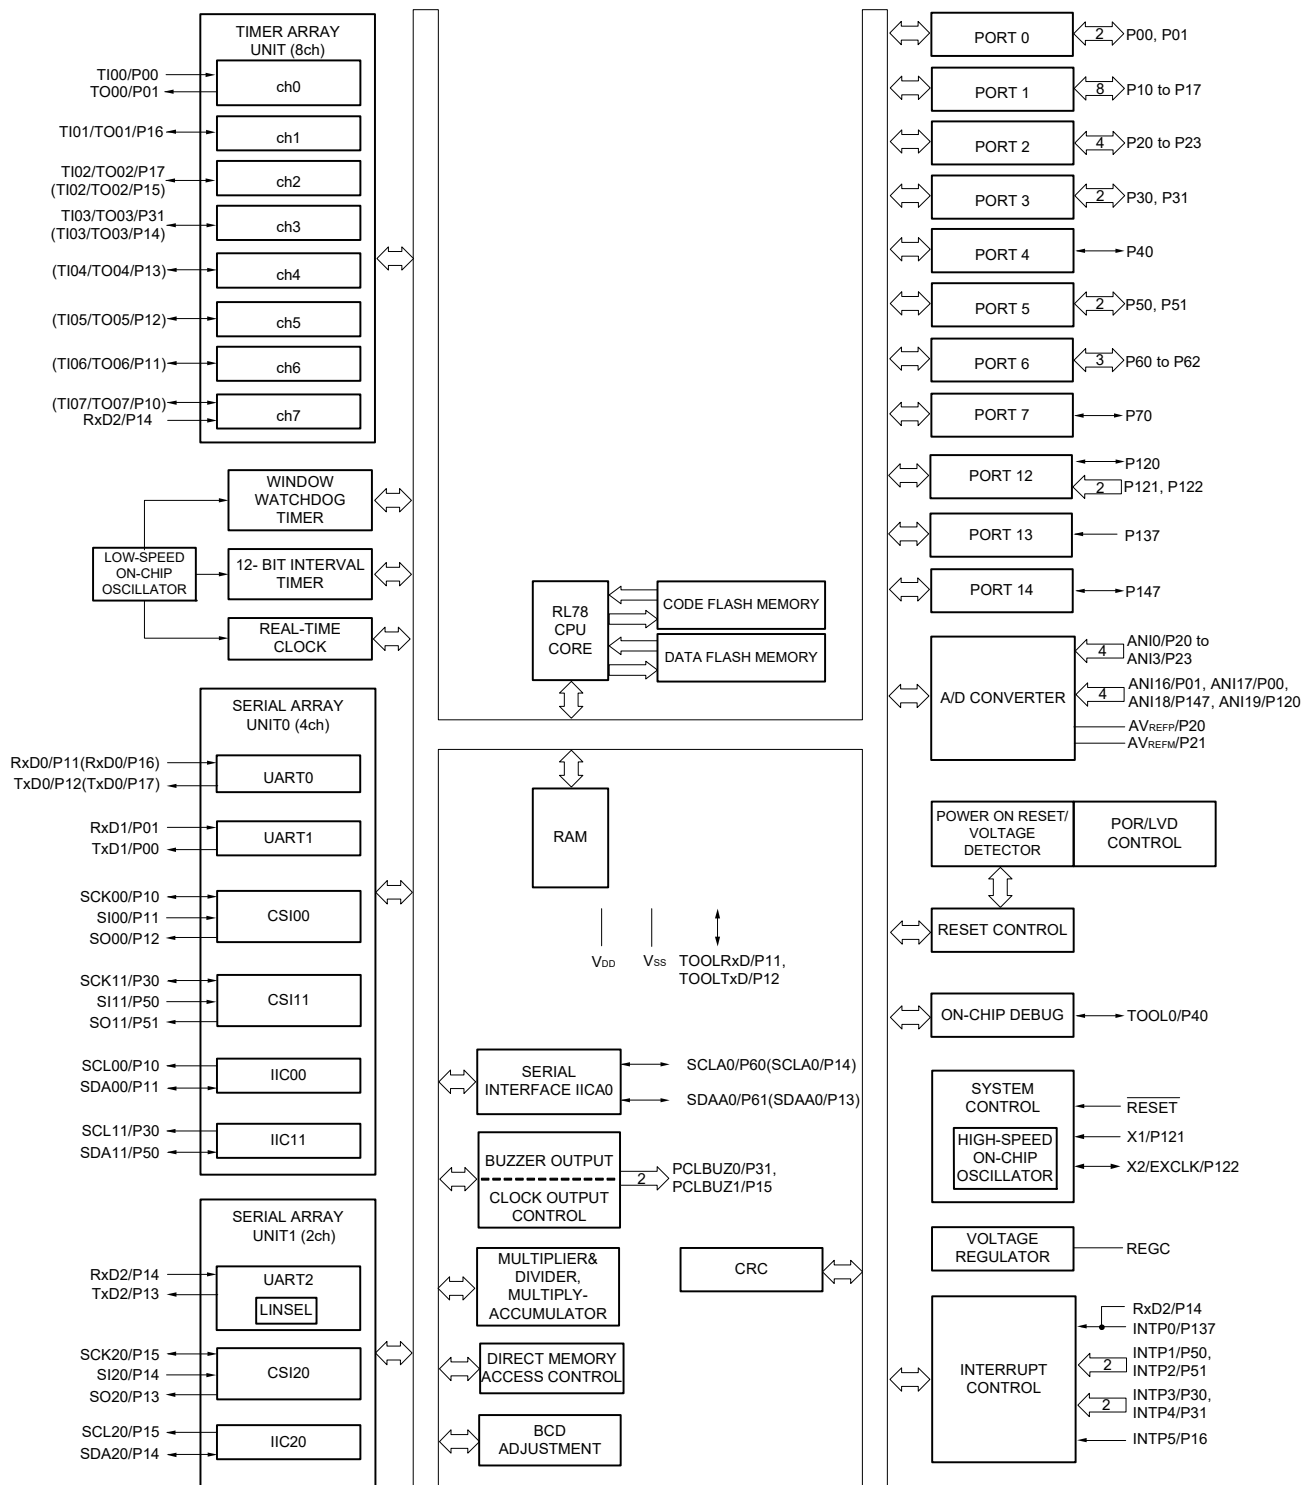 TIMER ARRAY
UNIT (8ch)
TI00/P00
TO00/P01
ch0
TI01/TO01/P16
ch1
TI02/TO02/P17
(TI02/TO02/P15)
ch2
TI03/TO03/P31
(TI03/TO03/P14)
ch3
(TI04/TO04/P13)
ch4
(TI05/TO05/P12)
ch5
(TI06/TO06/P11)
ch6
(TI07/TO07/P10)
RxD2/P14
ch7
WINDOW
WATCHDOG
TIMER
LOW-SPEED
ON-CHIP
OSCILLATOR
12- BIT INTERVAL
TIMER
REAL-TIME
CLOCK
SERIAL ARRAY
UNIT0 (4ch)
RxD0/P11(RxD0/P16)
TxD0/P12(TxD0/P17)
UART0
RxD1/P01
TxD1/P00
UART1
SCK00/P10
SI00/P11
SO00/P12
CSI00
SCK11/P30
SI11/P50
SO11/P51
CSI11
SCL00/P10
SDA00/P11
IIC00
SCL11/P30
SDA11/P50
IIC11
SERIAL ARRAY
UNIT1 (2ch)
RxD2/P14
TxD2/P13
UART2
LINSEL
SCK20/P15
SI20/P14
SO20/P13
CSI20
SCL20/P15
SDA20/P14
IIC20
RL78
CPU
CORE
CODE FLASH MEMORY
DATA FLASH MEMORY
RAM
VDD
VSS
TOOLRxD/P11,
TOOLTxD/P12
SERIAL
INTERFACE IICA0
SCLA0/P60(SCLA0/P14)
SDAA0/P61(SDAA0/P13)
BUZZER OUTPUT
CLOCK OUTPUT
CONTROL
2
PCLBUZ0/P31,
PCLBUZ1/P15
MULTIPLIER&
DIVIDER,
MULTIPLY-
ACCUMULATOR
CRC
DIRECT MEMORY
ACCESS CONTROL
BCD
ADJUSTMENT
PORT 0
2
P00, P01
PORT 1
8
P10 to P17
PORT 2
4
P20 to P23
PORT 3
2
P30, P31
PORT 4
P40
PORT 5
2
P50, P51
PORT 6
3
P60 to P62
PORT 7
P70
PORT 12
P120
2
P121, P122
PORT 13
P137
PORT 14
P147
A/D CONVERTER
4
ANI0/P20 to
ANI3/P23
4
ANI16/P01, ANI17/P00,
ANI18/P147, ANI19/P120
AVREFP/P20
AVREFM/P21
POWER ON RESET/
VOLTAGE
DETECTOR
POR/LVD
CONTROL
RESET CONTROL
ON-CHIP DEBUG
TOOL0/P40
SYSTEM
CONTROL
HIGH-SPEED
ON-CHIP
OSCILLATOR
RESET
X1/P121
X2/EXCLK/P122
VOLTAGE
REGULATOR
REGC
INTERRUPT
CONTROL
RxD2/P14
INTP0/P137
2
INTP1/P50,
INTP2/P51
2
INTP3/P30,
INTP4/P31
INTP5/P16